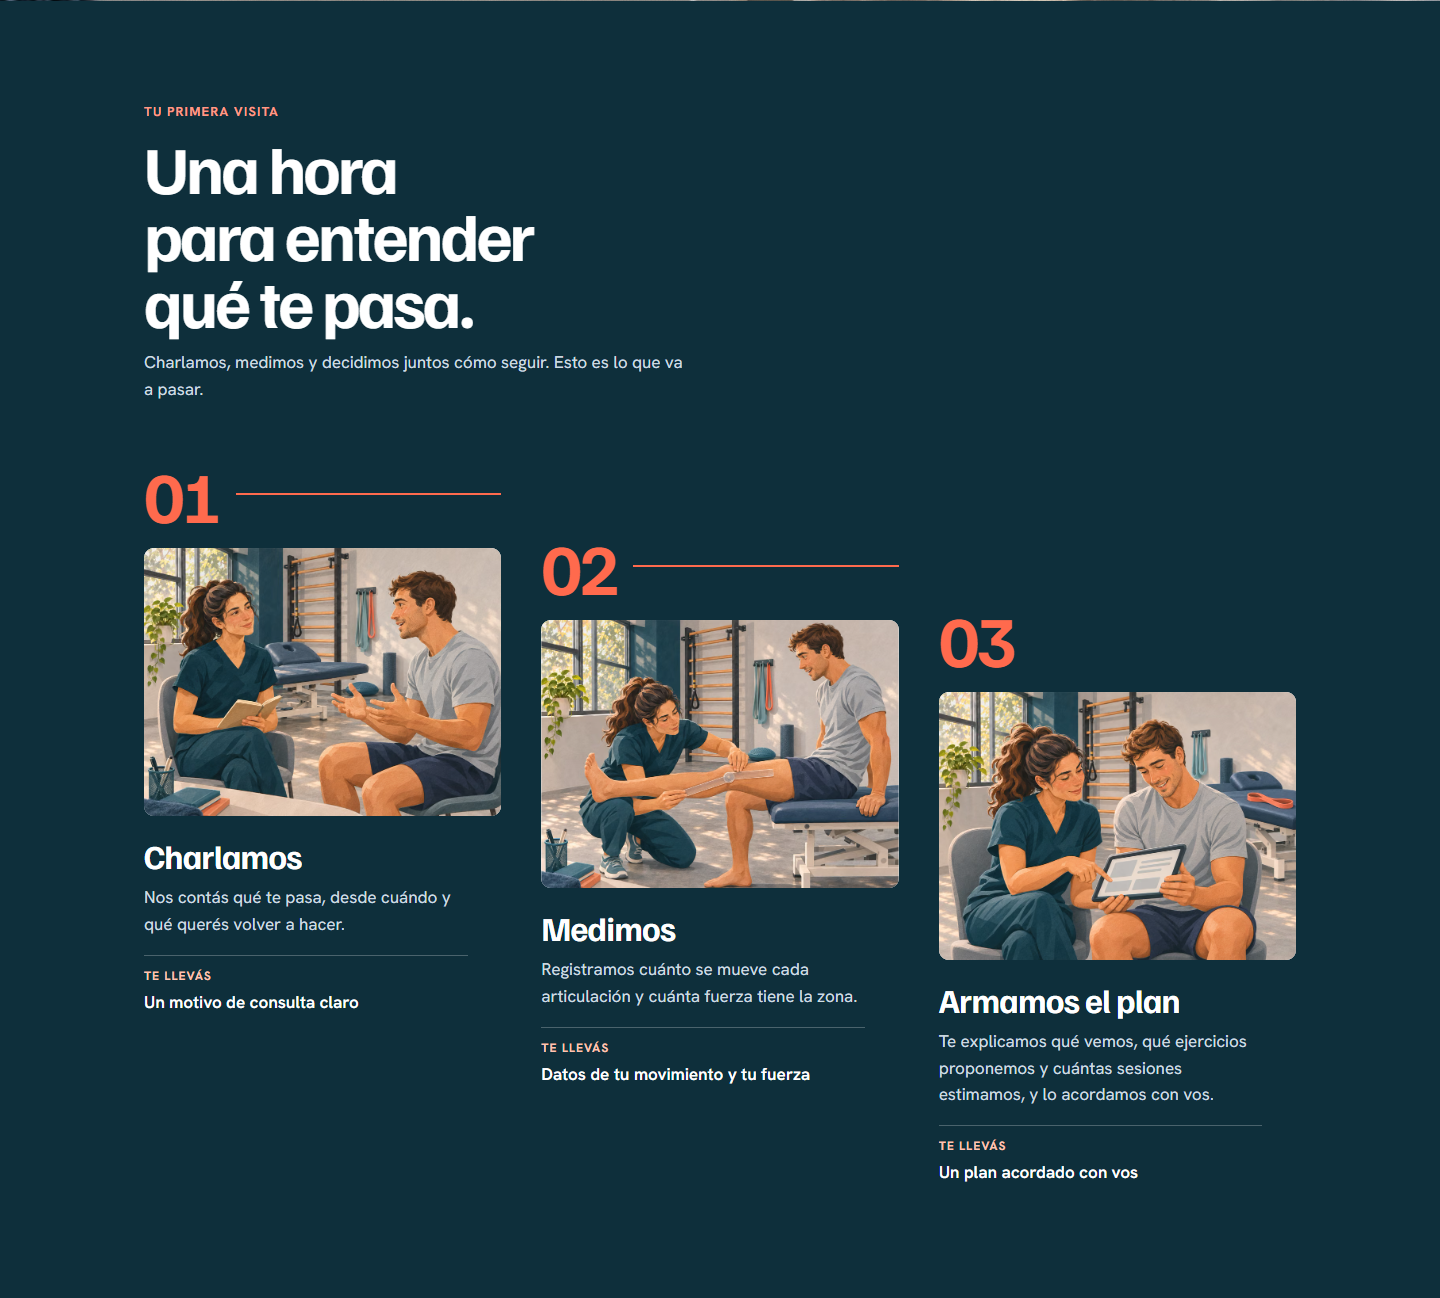 TU PRIMERA VISITA
Una hora
para entender
qué te pasa.
Charlamos, medimos y decidimos juntos cómo seguir. Esto es lo que va
a pasar.
01
Charlamos
Nos contás qué te pasa, desde cuándo y
qué querés volver a hacer.
TE LLEVÁS
Un motivo de consulta claro
02
Medimos
Registramos cuánto se mueve cada
articulación y cuánta fuerza tiene la zona.
TE LLEVÁS
Datos de tu movimiento y tu fuerza
03
Armamos el plan
Te explicamos qué vemos, qué ejercicios
proponemos y cuántas sesiones
estimamos, y lo acordamos con vos.
TE LLEVÁS
Un plan acordado con vos